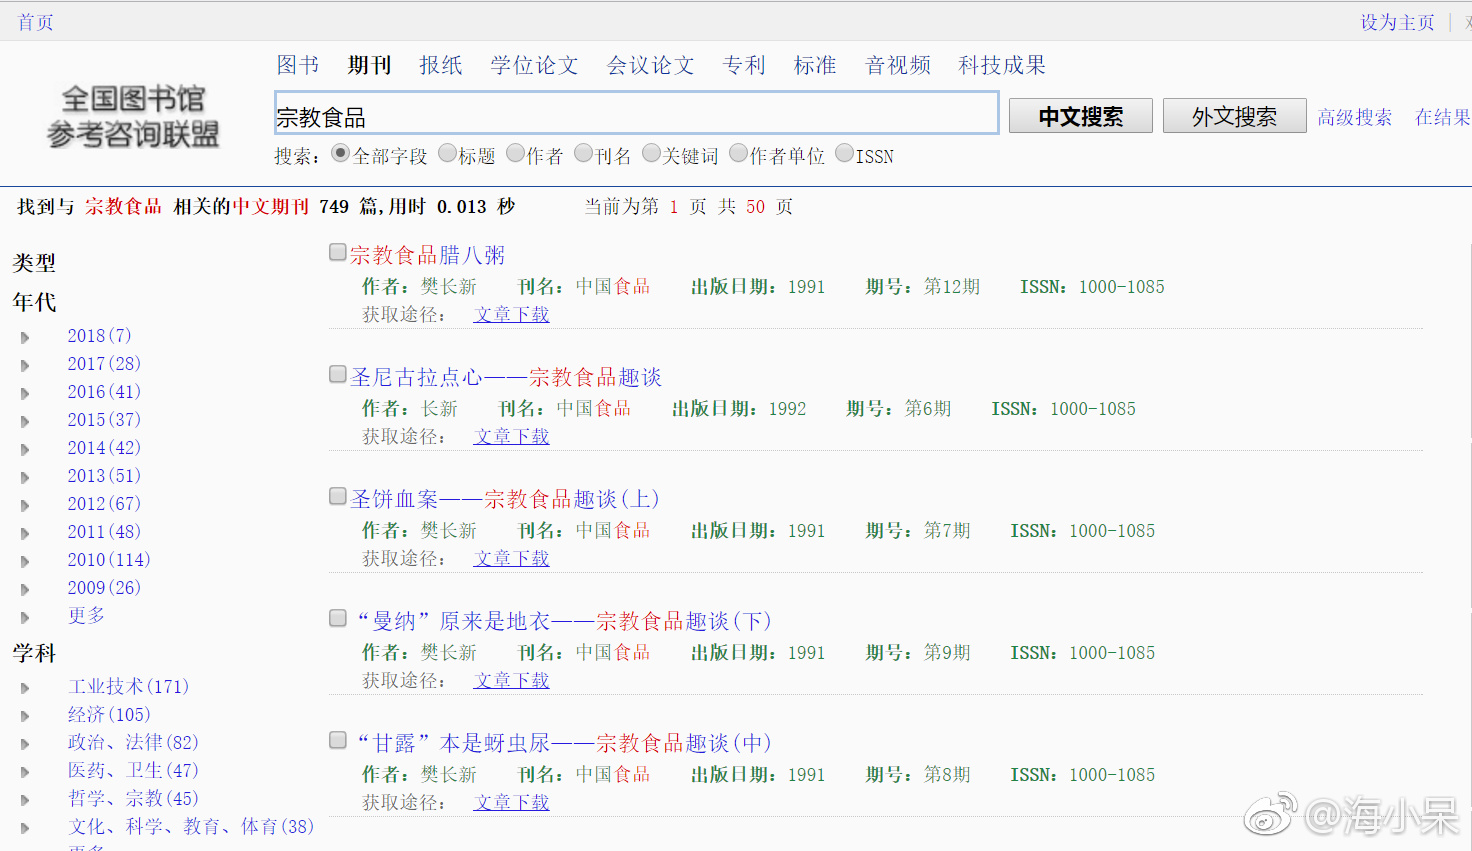 首页
设为主页
图书 期刊 报纸 学位论文 会议论文 专利 标准 音视频 科技成果
全国图书馆
参考咨询联盟
宗教食品
中文搜索 外文搜索 高级搜索 在结果
搜索: 全部字段 标题 作者 刊名 关键词 作者单位 ISSN
找到与 宗教食品 相关的中文期刊 749 篇,用时 0.013 秒 当前为第 1 页 共 50 页
类型
年代
2018(7)
2017(28)
2016(41)
2015(37)
2014(42)
2013(51)
2012(67)
2011(48)
2010(114)
2009(26)
更多
学科
工业技术(171)
经济(105)
政治、法律(82)
医药、卫生(47)
哲学、宗教(45)
文化、科学、教育、体育(38)
更多
宗教食品腊八粥
作者: 樊长新 刊名: 中国食品 出版日期: 1991 期号: 第12期 ISSN: 1000-1085
获取途径: 文章下载
圣尼古拉点心——宗教食品趣谈
作者: 长新 刊名: 中国食品 出版日期: 1992 期号: 第6期 ISSN: 1000-1085
获取途径: 文章下载
圣饼血案——宗教食品趣谈(上)
作者: 樊长新 刊名: 中国食品 出版日期: 1991 期号: 第7期 ISSN: 1000-1085
获取途径: 文章下载
“曼纳”原来是地衣——宗教食品趣谈(下)
作者: 樊长新 刊名: 中国食品 出版日期: 1991 期号: 第9期 ISSN: 1000-1085
获取途径: 文章下载
“甘露”本是蚜虫尿——宗教食品趣谈(中)
作者: 樊长新 刊名: 中国食品 出版日期: 1991 期号: 第8期 ISSN: 1000-1085
获取途径: 文章下载
@海小呆